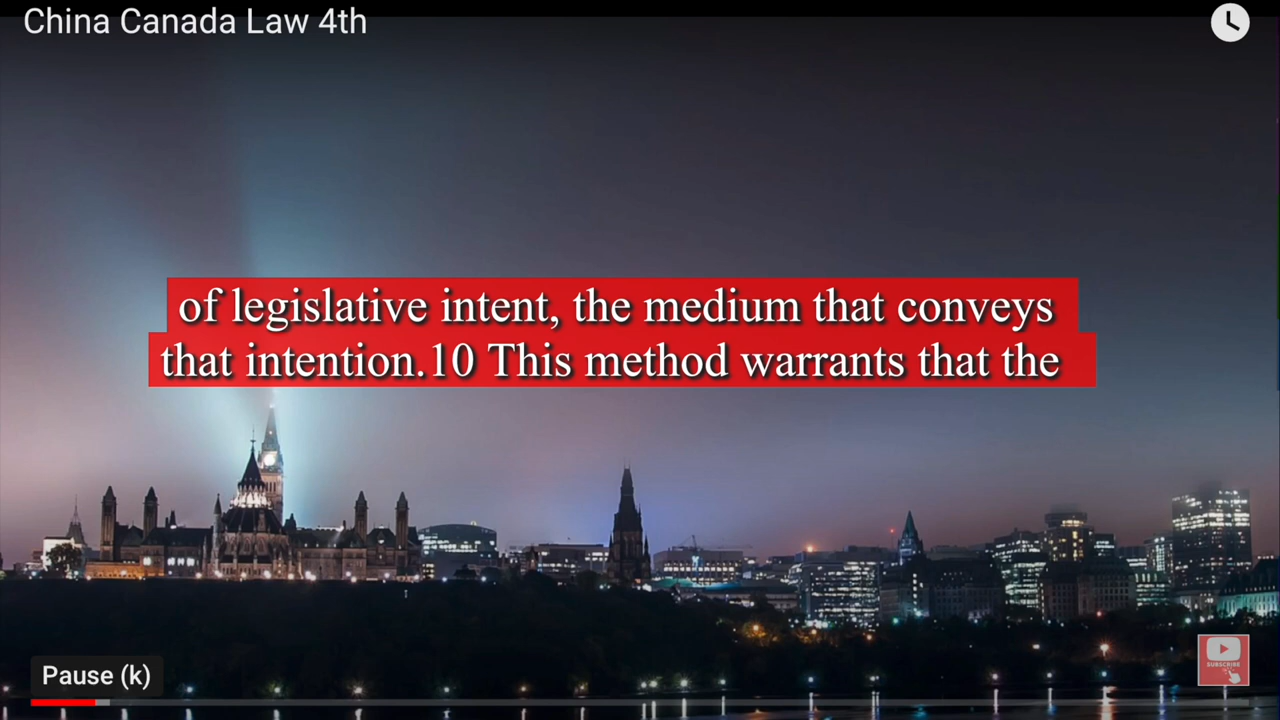 China Canada Law 4th
of legislative intent, the medium that conveys
that intention.10 This method warrants that the
SUBSCRIBE
Pause (k)